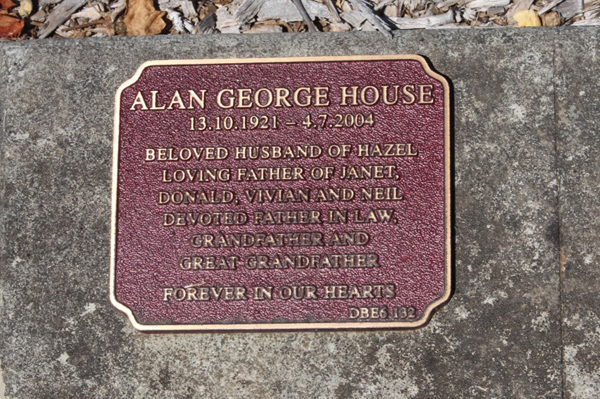 ALAN GEORGE HOUSE
13.10.1921 – 4.7.2004
BELOVED HUSBAND OF HAZEL
LOVING FATHER OF JANET,
DONALD, VIVIAN AND NEIL
DEVOTED FATHER IN LAW,
GRANDFATHER AND
GREAT GRANDFATHER
FOREVER IN OUR HEARTS
DBE6 132